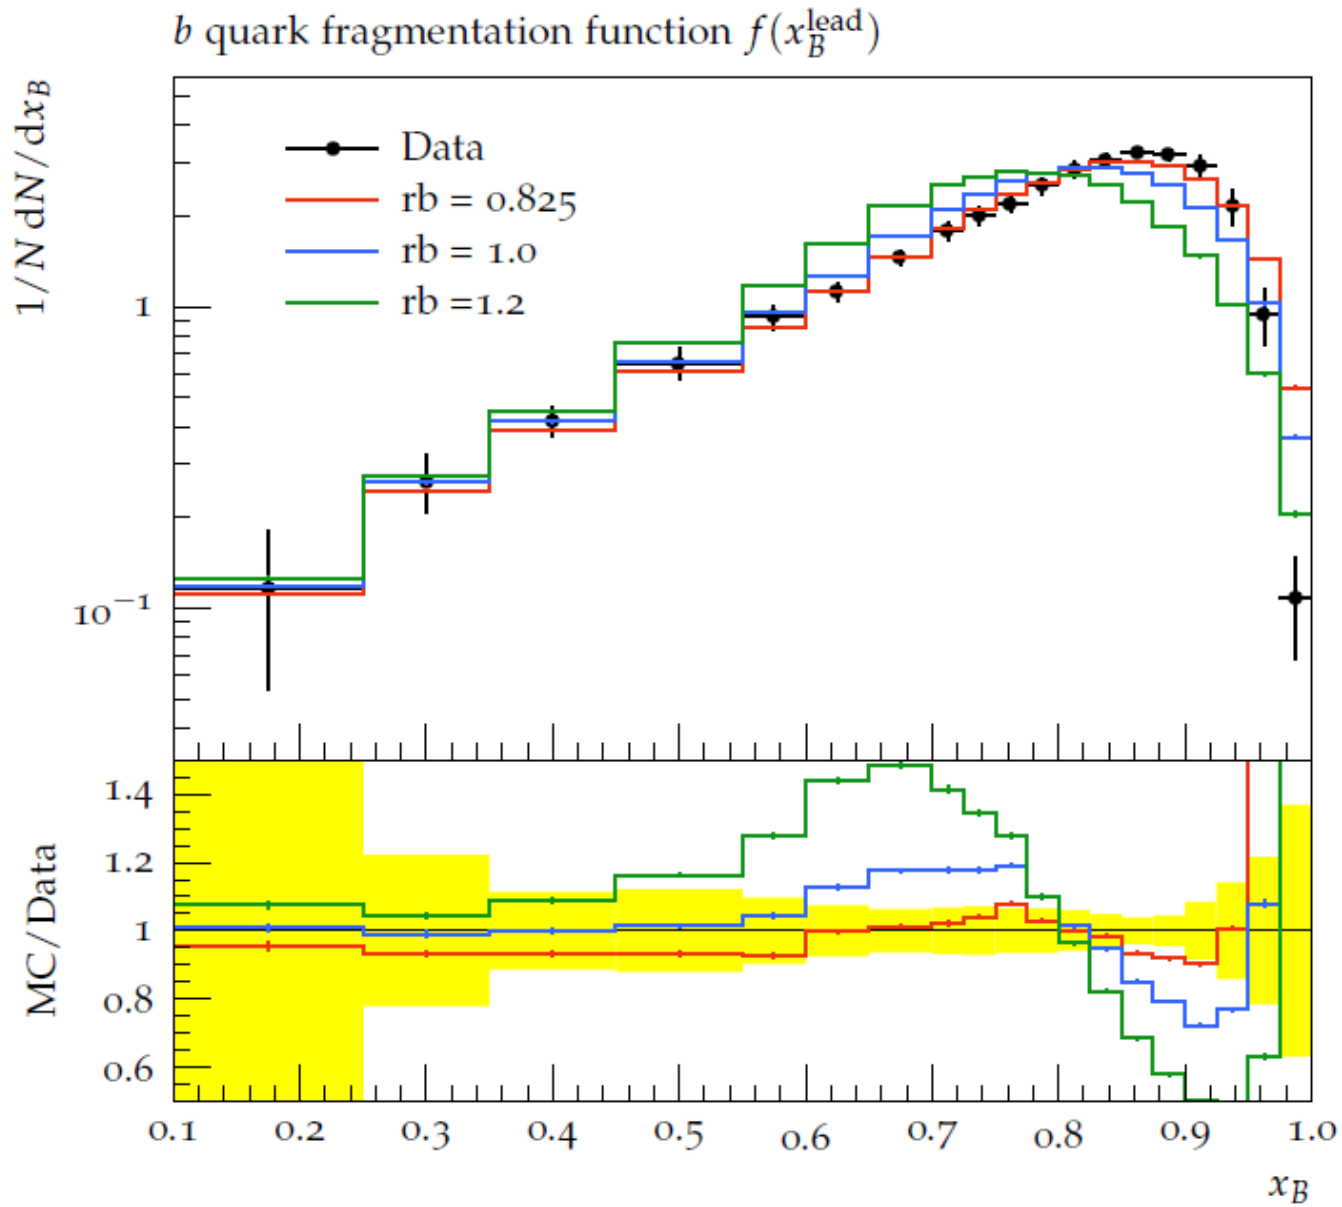 b quark fragmentation function f(x_B^lead)
1/N dN/dx_B
Data
rb = 0.825
rb = 1.0
rb =1.2
1
10^−1
MC/Data
1.4
1.2
1
0.8
0.6
0.1 0.2 0.3 0.4 0.5 0.6 0.7 0.8 0.9 1.0
x_B